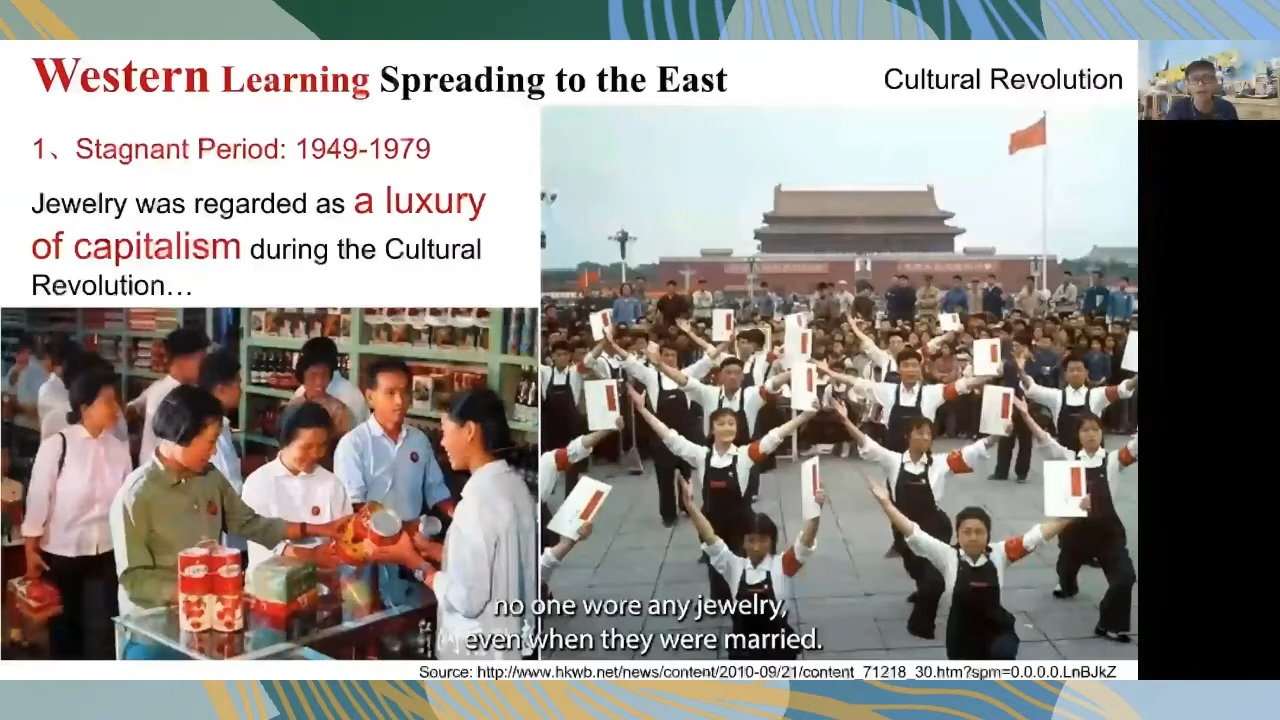 Western Learning Spreading to the East
Cultural Revolution
1、Stagnant Period: 1949-1979
Jewelry was regarded as a luxury
of capitalism during the Cultural
Revolution…
no one wore any jewelry,
even when they were married.
Source: http://www.hkwb.net/news/content/2010-09/21/content_71218_30.htm?spm=0.0.0.0.LnBJkZ